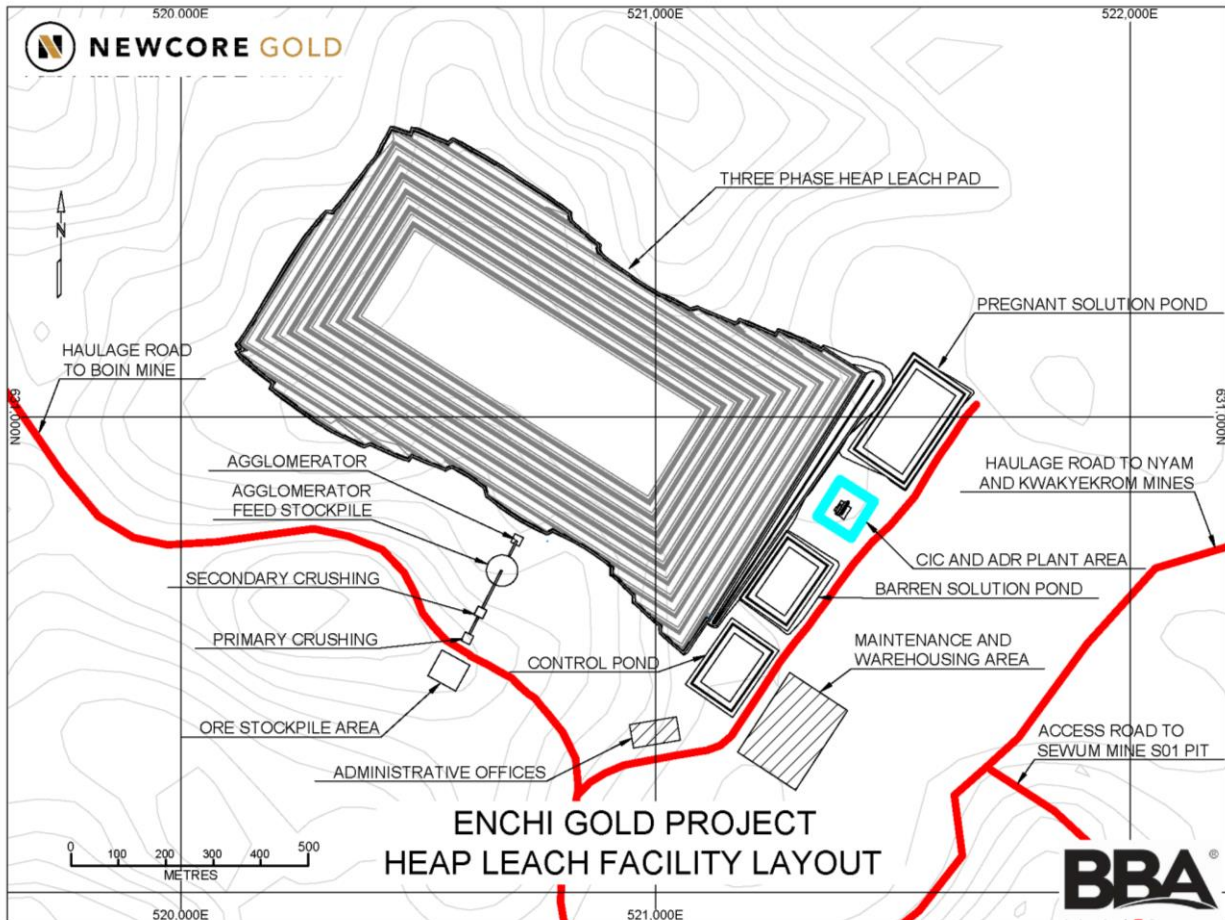 520.000E
521,000E
522,000E
NEWCORE GOLD
THREE PHASE HEAP LEACH PAD
N
PREGNANT SOLUTION POND
HAULAGE ROAD
TO BOIN MINE
631,000N
631,000N
AGGLOMERATOR
HAULAGE ROAD TO NYAM
AND KWAKYEKROM MINES
AGGLOMERATOR
FEED STOCKPILE
CIC AND ADR PLANT AREA
SECONDARY CRUSHING
BARREN SOLUTION POND
PRIMARY CRUSHING
MAINTENANCE AND
WAREHOUSING AREA
CONTROL POND
ORE STOCKPILE AREA
ACCESS ROAD TO
SEWUM MINE S01 PIT
ADMINISTRATIVE OFFICES
ENCHI GOLD PROJECT
HEAP LEACH FACILITY LAYOUT
0 100 200 300 400 500
METRES
BBA®
520.000E
521.000E